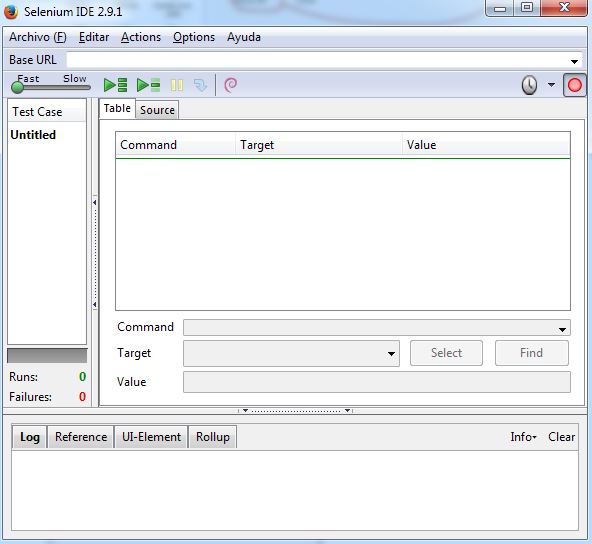 Selenium IDE 2.9.1
Archivo (F) Editar Actions Options Ayuda
Base URL
Fast Slow
Test Case
Table Source
Untitled
Command Target Value
Command
Target Select Find
Value
Runs: 0
Failures: 0
Log Reference UI-Element Rollup Info Clear